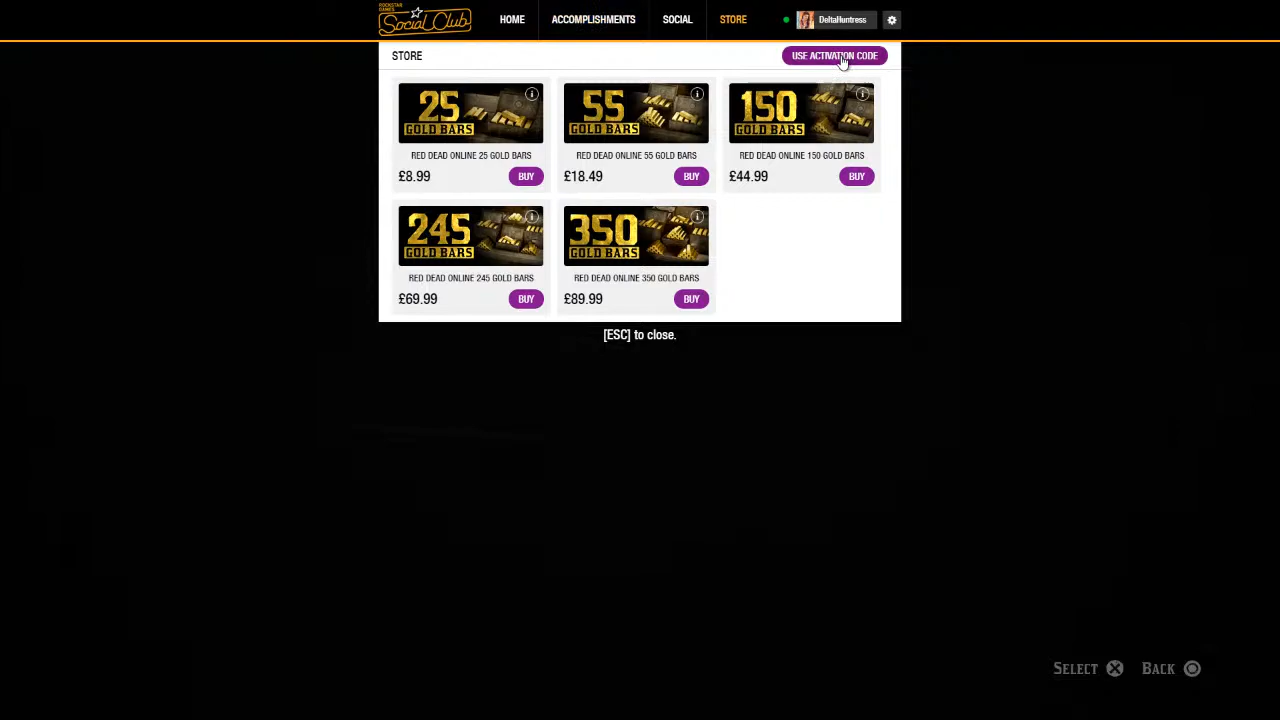 ROCKSTAR
GAMES
Social Club
HOME
ACCOMPLISHMENTS
SOCIAL
STORE
DeltaHuntress
STORE
USE ACTIVATION CODE
25
GOLD BARS
RED DEAD ONLINE 25 GOLD BARS
£8.99
BUY
55
GOLD BARS
RED DEAD ONLINE 55 GOLD BARS
£18.49
BUY
150
GOLD BARS
RED DEAD ONLINE 150 GOLD BARS
£44.99
BUY
245
GOLD BARS
RED DEAD ONLINE 245 GOLD BARS
£69.99
BUY
350
GOLD BARS
RED DEAD ONLINE 350 GOLD BARS
£89.99
BUY
[ESC] to close.
SELECT
BACK